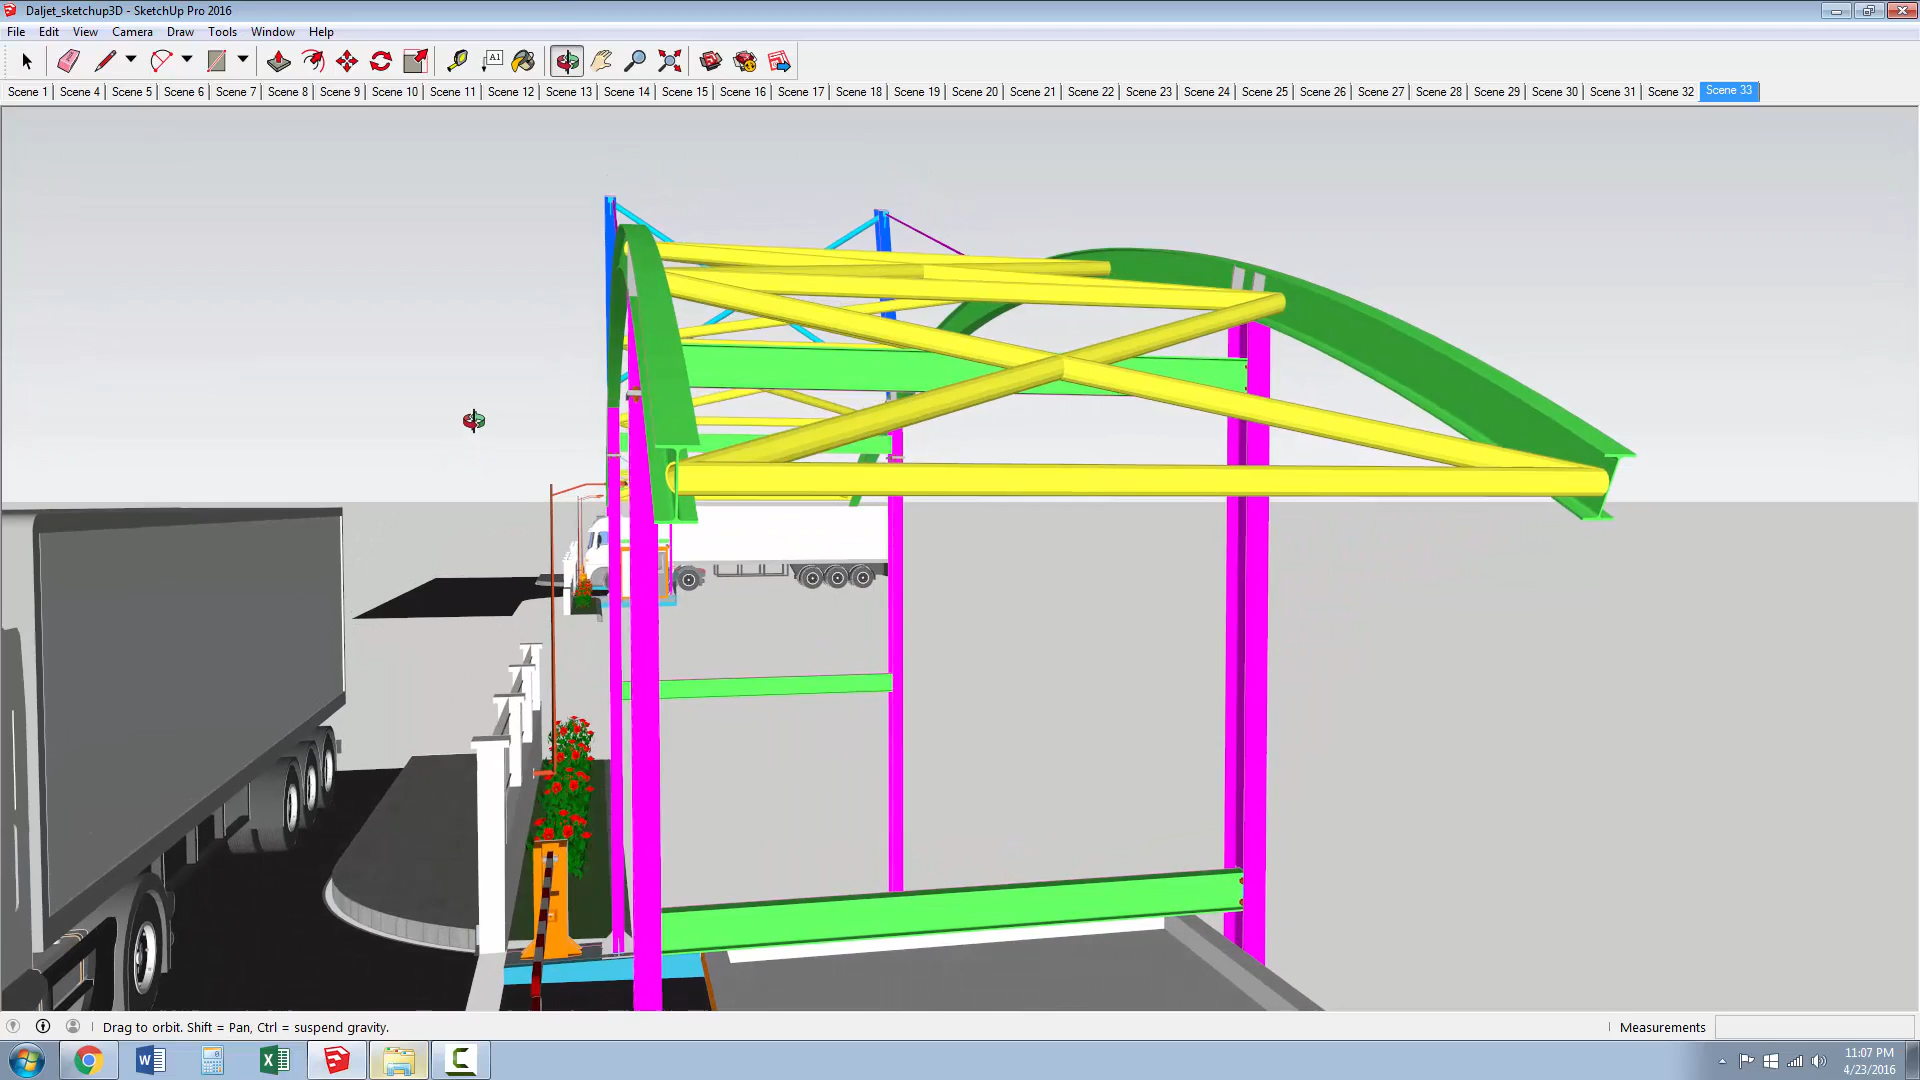 Daljet_sketchup3D - SketchUp Pro 2016
File Edit View Camera Draw Tools Window Help
A1
Scene 1 Scene 4 Scene 5 Scene 6 Scene 7 Scene 8 Scene 9 Scene 10 Scene 11 Scene 12 Scene 13 Scene 14 Scene 15 Scene 16 Scene 17 Scene 18 Scene 19 Scene 20 Scene 21 Scene 22 Scene 23 Scene 24 Scene 25 Scene 26 Scene 27 Scene 28 Scene 29 Scene 30 Scene 31 Scene 32 Scene 33
Drag to orbit. Shift = Pan, Ctrl = suspend gravity.
Measurements
11:07 PM
4/23/2016